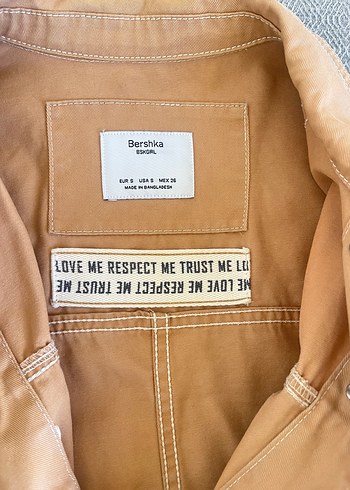 Bershka
BSKGRL
EUR S USA S MEX 26
MADE IN BANGLADESH
LOVE ME RESPECT ME TRUST ME LO
ME LOVE ME RESPECT ME TRUST ME